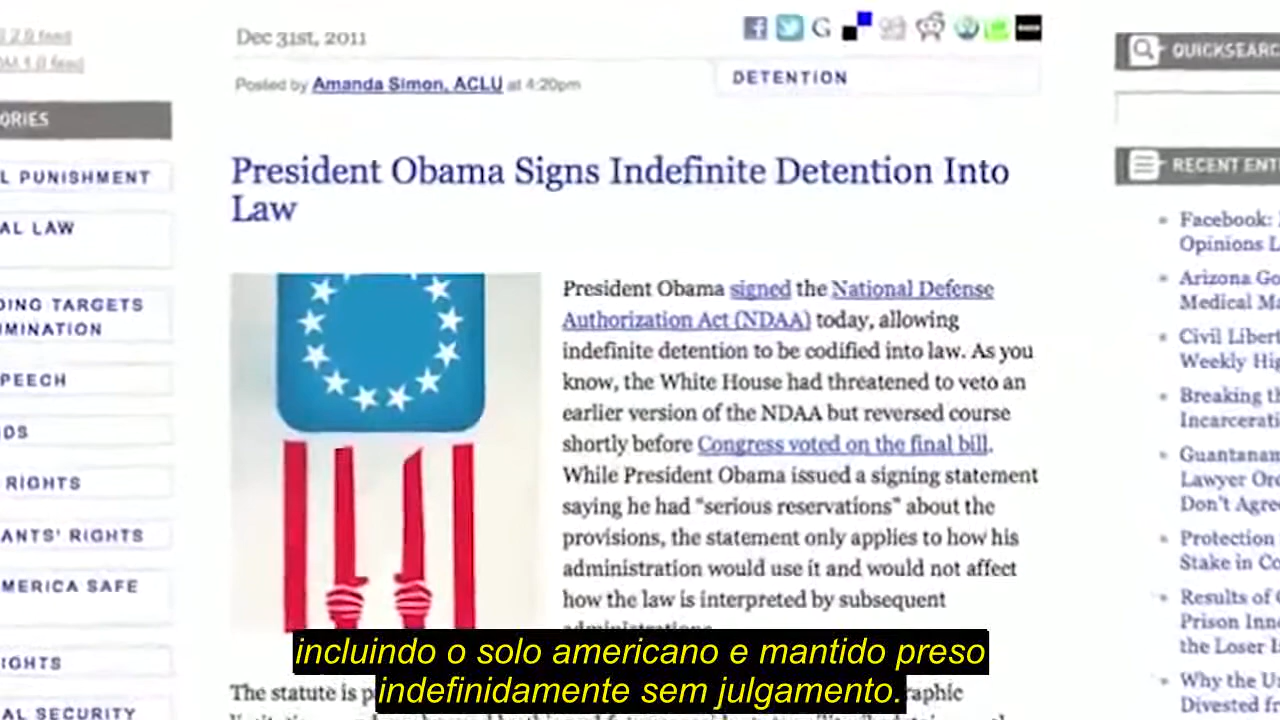 Dec 31st, 2011
Posted by Amanda Simon, ACLU at 4:20pm
DETENTION
President Obama Signs Indefinite Detention Into
Law
President Obama signed the National Defense
Authorization Act (NDAA) today, allowing
indefinite detention to be codified into law. As you
know, the White House had threatened to veto an
earlier version of the NDAA but reversed course
shortly before Congress voted on the final bill.
While President Obama issued a signing statement
saying he had "serious reservations" about the
provisions, the statement only applies to how his
administration would use it and would not affect
how the law is interpreted by subsequent
The statute is
incluindo o solo americano e mantido preso
indefinidamente sem julgamento.
ORIES
L PUNISHMENT
AL LAW
DING TARGETS
MINATION
PEECH
DS
RIGHTS
ANTS' RIGHTS
MERICA SAFE
IGHTS
AL SECURITY
QUICKSEARC
RECENT ENT
Facebook:
Opinions L
Arizona Go
Medical Ma
Civil Libert
Weekly Hig
Breaking th
Incarcerati
Guantanam
Lawyer Ord
Don't Agre
Protection
Stake in Co
Results of
Prison Inno
the Loser I
Why the Un
Divested fr